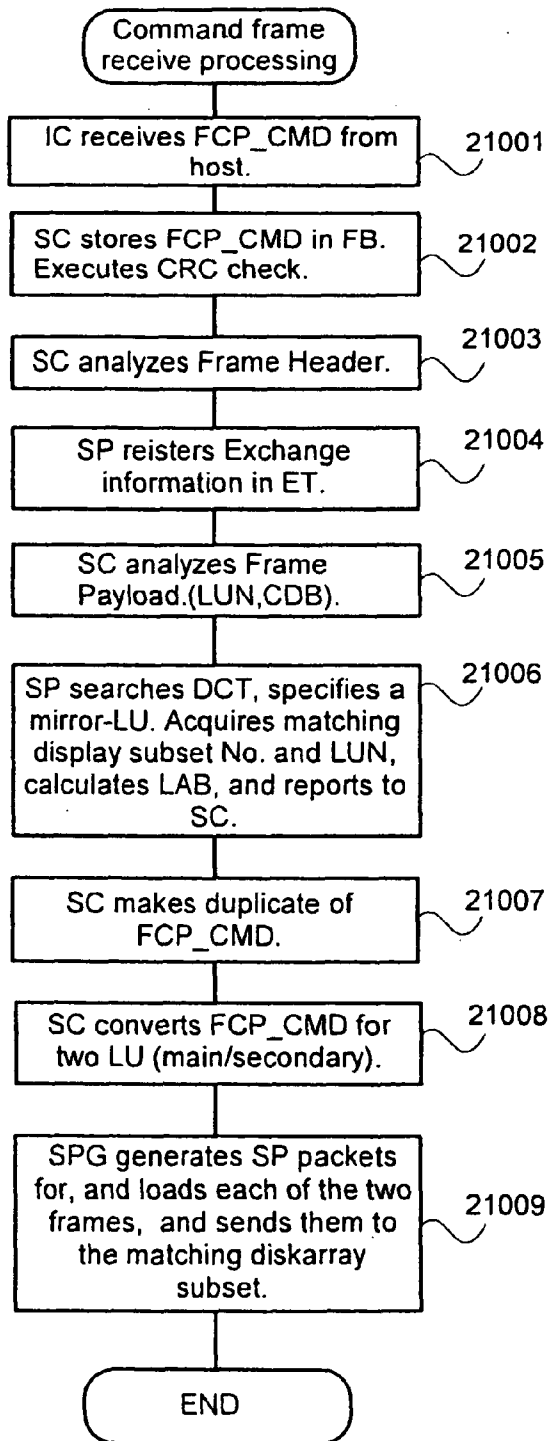 Command frame
receive processing
IC receives FCP_CMD from
host.
21001
SC stores FCP_CMD in FB.
Executes CRC check.
21002
SC analyzes Frame Header.
21003
SP reisters Exchange
information in ET.
21004
SC analyzes Frame
Payload.(LUN,CDB).
21005
SP searches DCT, specifies a
mirror-LU. Acquires matching
display subset No. and LUN,
calculates LAB, and reports to
SC.
21006
SC makes duplicate of
FCP_CMD.
21007
SC converts FCP_CMD for
two LU (main/secondary).
21008
SPG generates SP packets
for, and loads each of the two
frames, and sends them to
the matching diskarray
subset.
21009
END